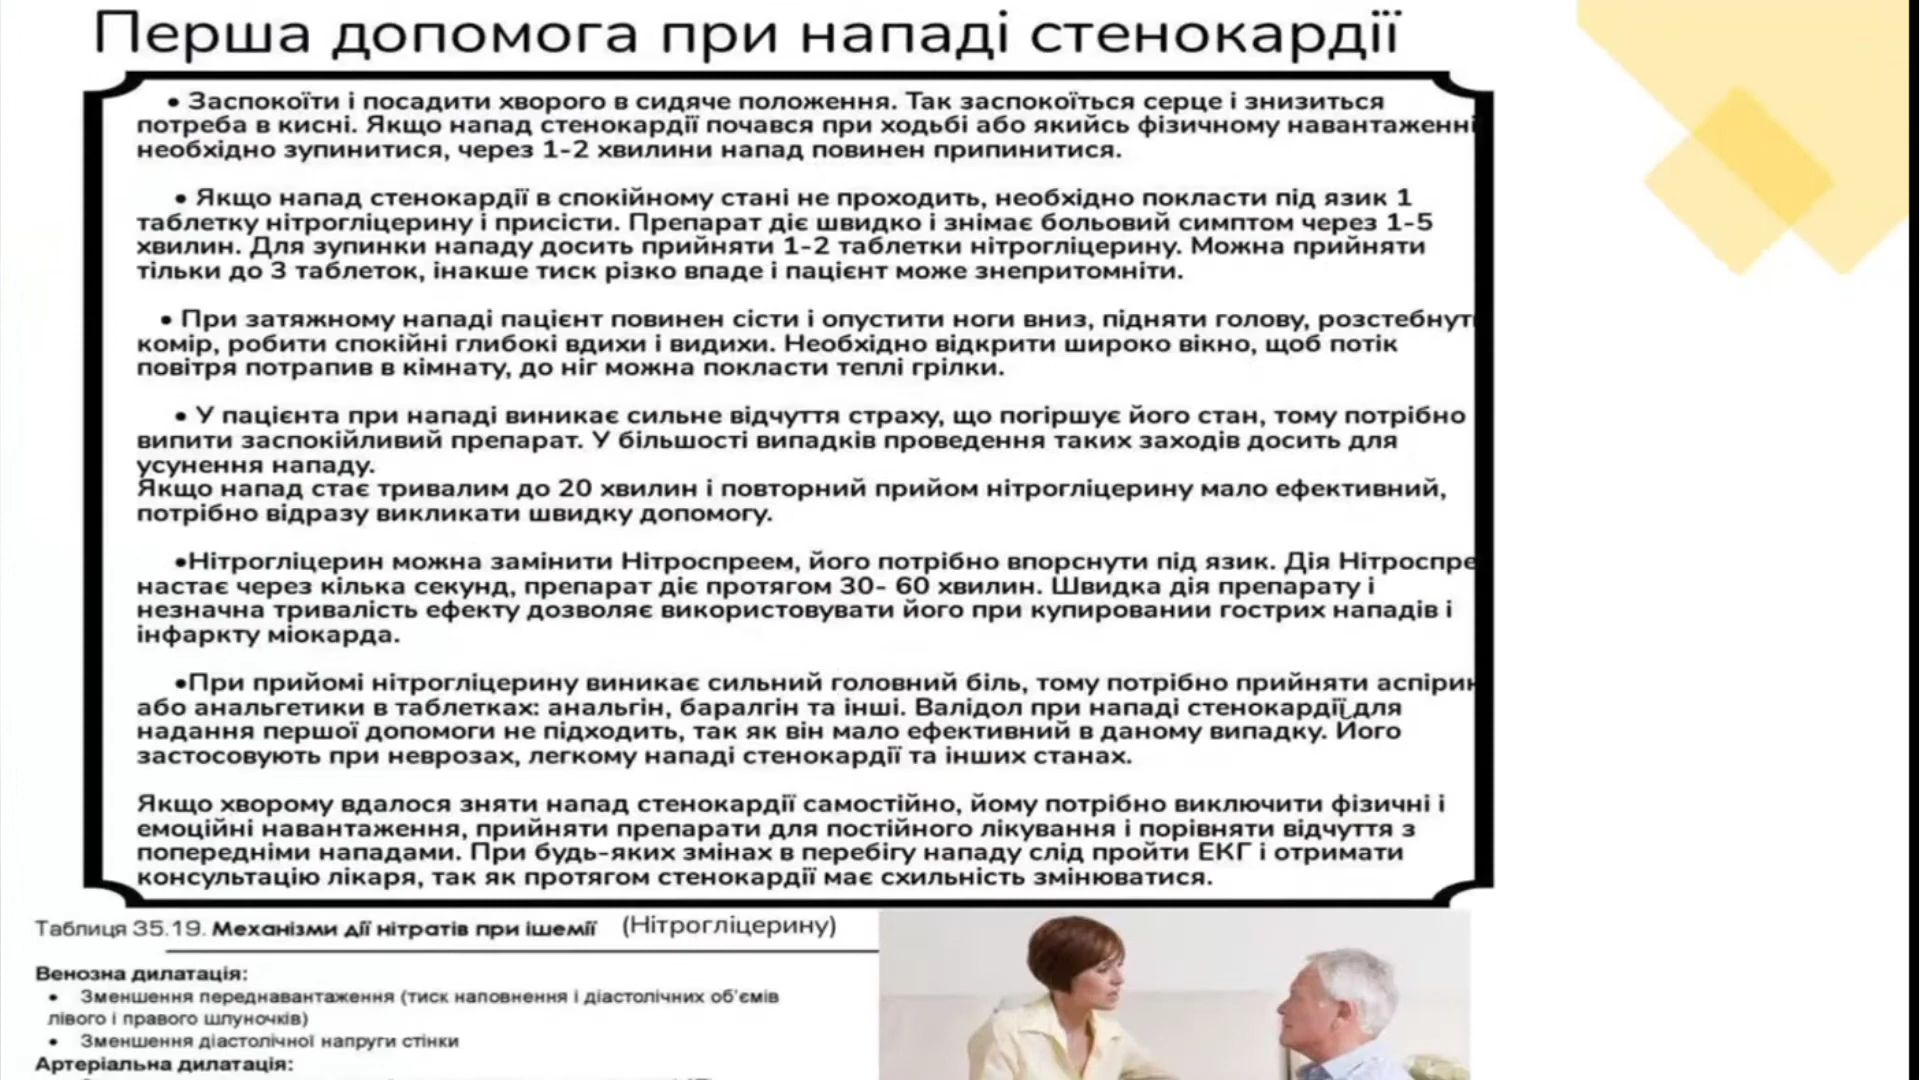 Перша допомога при нападі стенокардії
• Заспокоїти і посадити хворого в сидяче положення. Так заспокоїться серце і знизиться
потреба в кисні. Якщо напад стенокардії почався при ходьбі або якийсь фізичному навантаженні
необхідно зупинитися, через 1-2 хвилини напад повинен припинитися.
• Якщо напад стенокардії в спокійному стані не проходить, необхідно покласти під язик 1
таблетку нітрогліцерину і присісти. Препарат діє швидко і знімає больовий симптом через 1-5
хвилин. Для зупинки нападу досить прийняти 1-2 таблетки нітрогліцерину. Можна прийняти
тільки до 3 таблеток, інакше тиск різко впаде і пацієнт може знепритомніти.
• При затяжному нападі пацієнт повинен сісти і опустити ноги вниз, підняти голову, розстебнути
комір, робити спокійні глибокі вдихи і видихи. Необхідно відкрити широко вікно, щоб потік
повітря потрапив в кімнату, до ніг можна покласти теплі грілки.
• У пацієнта при нападі виникає сильне відчуття страху, що погіршує його стан, тому потрібно
випити заспокійливий препарат. У більшості випадків проведення таких заходів досить для
усунення нападу.
Якщо напад стає тривалим до 20 хвилин і повторний прийом нітрогліцерину мало ефективний,
потрібно відразу викликати швидку допомогу.
•Нітрогліцерин можна замінити Нітроспреем, його потрібно впорснути під язик. Дія Нітроспре
настає через кілька секунд, препарат діє протягом 30- 60 хвилин. Швидка дія препарату і
незначна тривалість ефекту дозволяє використовувати його при купировании гострих нападів і
інфаркту міокарда.
•При прийомі нітрогліцерину виникає сильний головний біль, тому потрібно прийняти аспірин
або анальгетики в таблетках: анальгін, баралгін та інші. Валідол при нападі стенокардії для
надання першої допомоги не підходить, так як він мало ефективний в даному випадку. Його
застосовують при неврозах, легкому нападі стенокардії та інших станах.
Якщо хворому вдалося зняти напад стенокардії самостійно, йому потрібно виключити фізичні і
емоційні навантаження, прийняти препарати для постійного лікування і порівняти відчуття з
попередніми нападами. При будь-яких змінах в перебігу нападу слід пройти ЕКГ і отримати
консультацію лікаря, так як протягом стенокардії має схильність змінюватися.
Таблиця 35.19. Механізми дії нітратів при ішемії (Нітрогліцерину)
Венозна дилатація:
• Зменшення переднавантаження (тиск наповнення і діастолічних об'ємів
лівого і правого шлуночків)
• Зменшення діастолічної напруги стінки
Артеріальна дилатація: